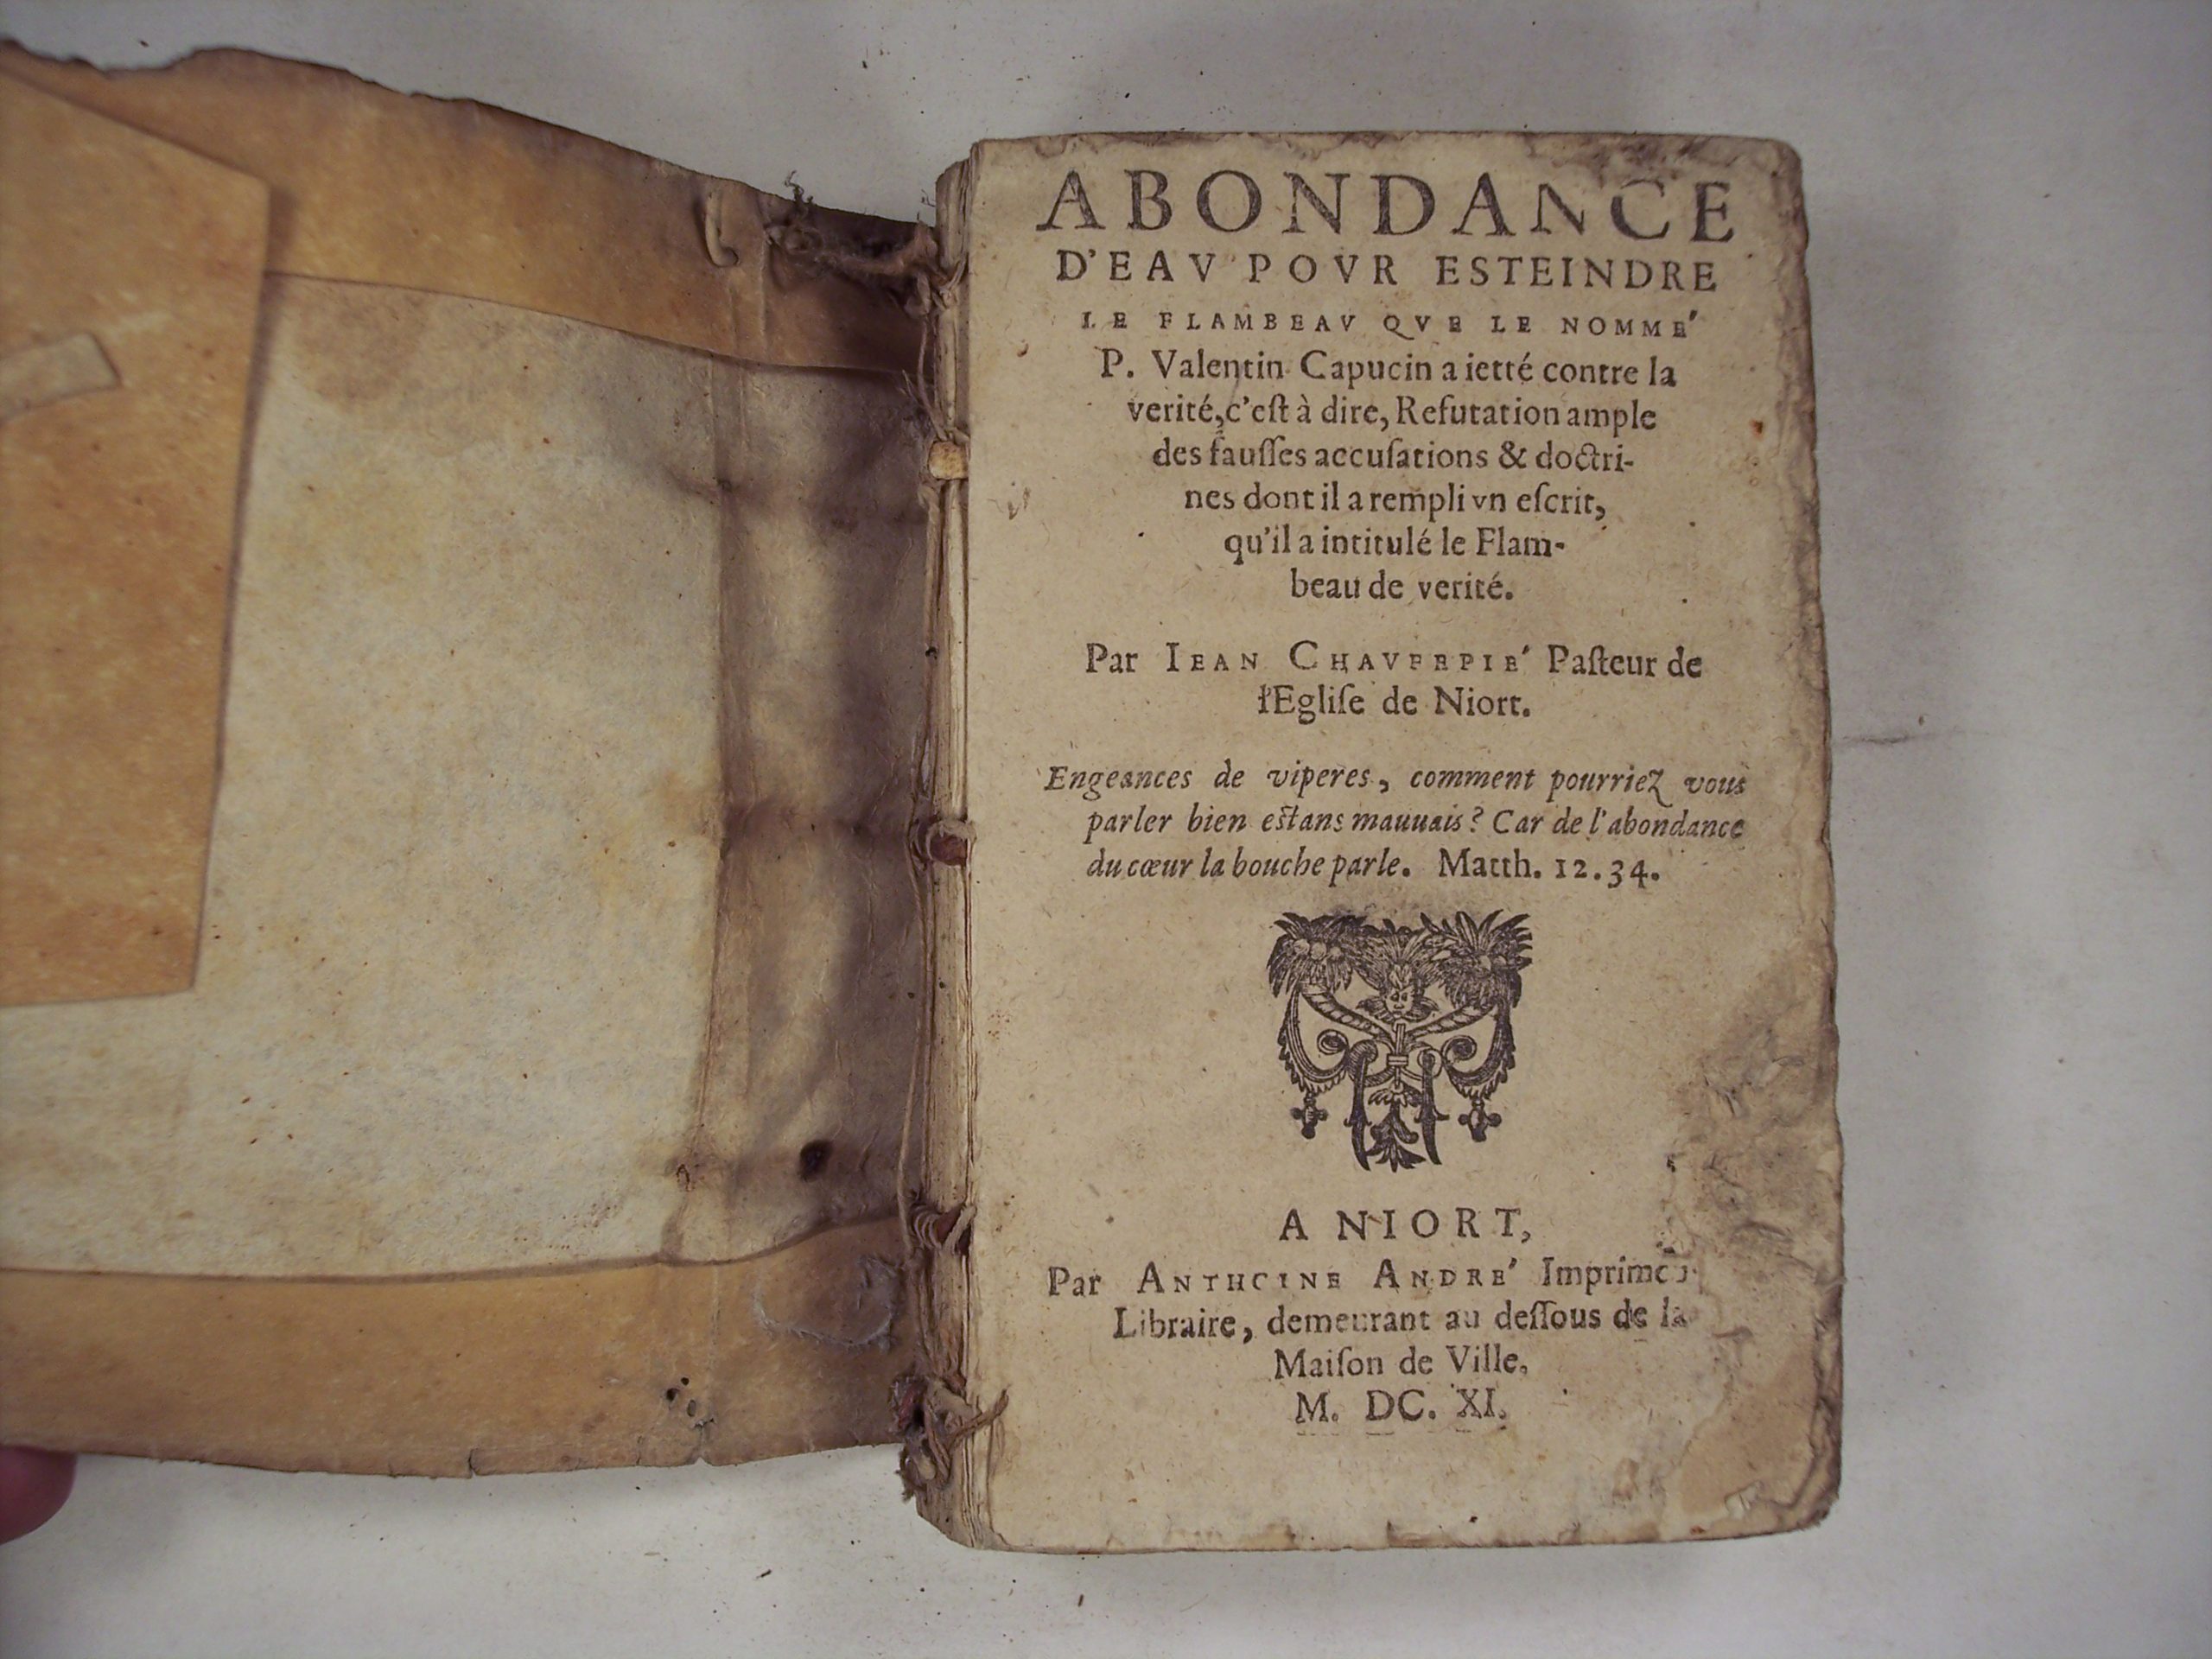 ABONDANCE
D'EAV POVR ESTEINDRE
LE FLAMBEAV QVE LE NOMMÉ
P. Valentin Capucin a ietté contre la
verité, c'eſt à dire, Refutation ample
des fauſſes accuſations & doctri-
nes dont il a rempli vn eſcrit,
qu'il a intitulé le Flam-
beau de verité.
Par IEAN CHAVFEPIÉ Paſteur de
l'Egliſe de Niort.
Engeances de viperes, comment pourriez vous
parler bien eſtans mauuais? Car de l'abondance
du cœur la bouche parle. Matth. 12.34.
A NIORT,
Par ANTHOINE ANDRÉ
Libraire, demeurant au deſſous de la
Maiſon de Ville,
M. DC. XI.